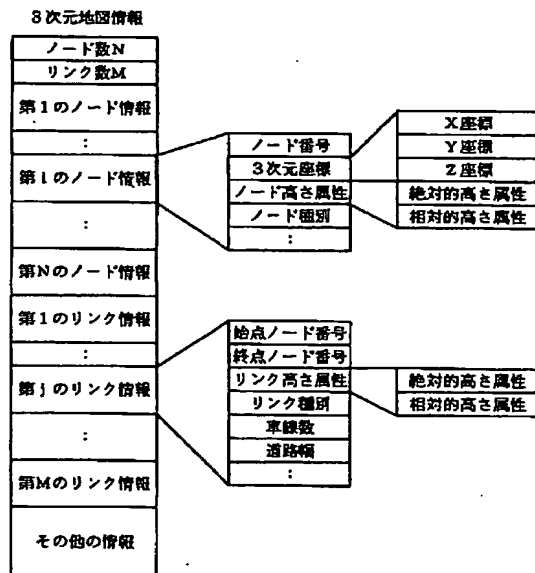 ３次元地図情報
ノード数N
リンク数M
第１のノード情報
：
第iのノード情報
：
第Nのノード情報
第１のリンク情報
：
第jのリンク情報
：
第Mのリンク情報
その他の情報
ノード番号
３次元座標
ノード高さ属性
ノード種別
：
X座標
Y座標
Z座標
絶対的高さ属性
相対的高さ属性
始点ノード番号
終点ノード番号
リンク高さ属性
リンク種別
車線数
道路幅
：
絶対的高さ属性
相対的高さ属性